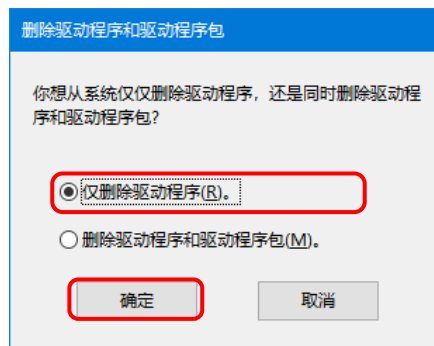 删除驱动程序和驱动程序包
你想从系统仅仅删除驱动程序，还是同时删除驱动程
序和驱动程序包?
仅删除驱动程序(R)。
删除驱动程序和驱动程序包(M)。
确定 取消